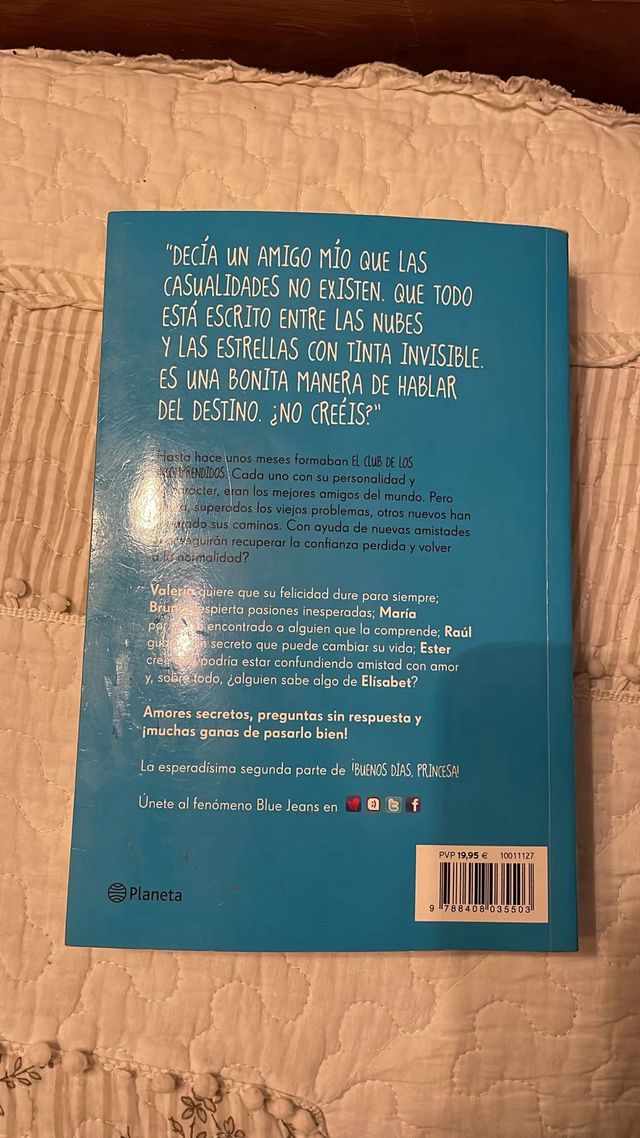 "DECÍA UN AMIGO MÍO QUE LAS
CASUALIDADES NO EXISTEN. QUE TODO
ESTÁ ESCRITO ENTRE LAS NUBES
Y LAS ESTRELLAS CON TINTA INVISIBLE.
ES UNA BONITA MANERA DE HABLAR
DEL DESTINO. ¿NO CREÉIS?"
Hasta hace unos meses formaban EL CLUB DE LOS
INCOMPRENDIDOS. Cada uno con su personalidad y
carácter, eran los mejores amigos del mundo. Pero
superados los viejos problemas, otros nuevos han
sus caminos. Con ayuda de nuevas amistades
recuperar la confianza perdida y volver
a la normalidad?
Valeria quiere que su felicidad dure para siempre;
Bruno despierta pasiones inesperadas; María
encontrado a alguien que la comprende; Raúl
un secreto que puede cambiar su vida; Ester
podría estar confundiendo amistad con amor
y, sobre todo, ¿alguien sabe algo de Elísabet?
Amores secretos, preguntas sin respuesta y
¡muchas ganas de pasarlo bien!
La esperadísima segunda parte de ¡BUENOS DÍAS, PRINCESA!
Únete al fenómeno Blue Jeans en
PVP 19,95 € 10011127
9 788408 035503
Planeta